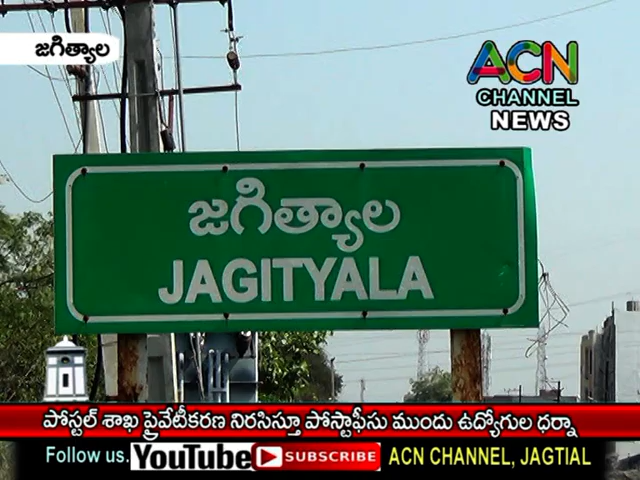 జగిత్యాల
ACN
CHANNEL
NEWS
జగిత్యాల
JAGITYALA
పోస్టల్ శాఖ ప్రైవేటీకరణ నిరసిస్తూ పోస్టాఫీసు ముందు ఉద్యోగుల ధర్నా
Follow us. YouTube SUBSCRIBE ACN CHANNEL, JAGTIAL